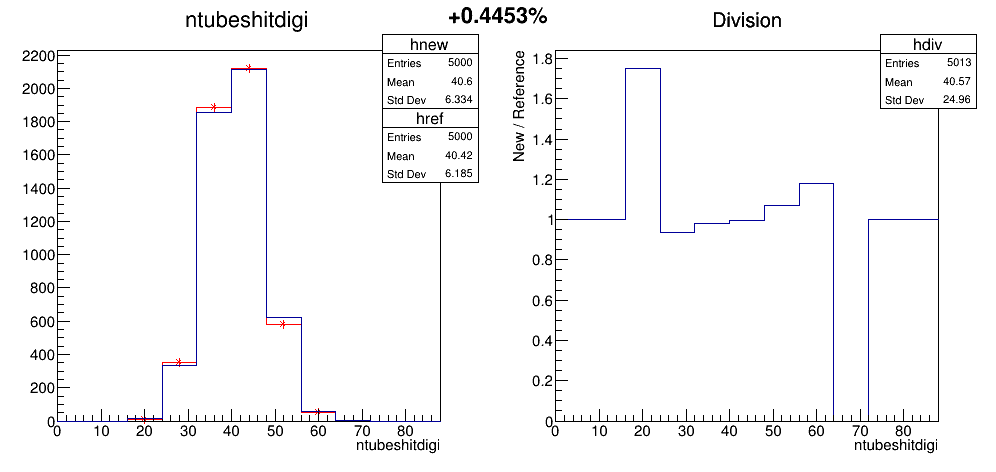 ntubeshitdigi
+0.4453%
Division
hnew
Entries 5000
Mean 40.6
Std Dev 6.334
href
Entries 5000
Mean 40.42
Std Dev 6.185
2200
2000
1800
1600
1400
1200
1000
800
600
400
200
0
0 10 20 30 40 50 60 70 80
ntubeshitdigi
hdiv
Entries 5013
Mean 40.57
Std Dev 24.96
New / Reference
1.8
1.6
1.4
1.2
1
0.8
0.6
0.4
0.2
0
0 10 20 30 40 50 60 70 80
ntubeshitdigi